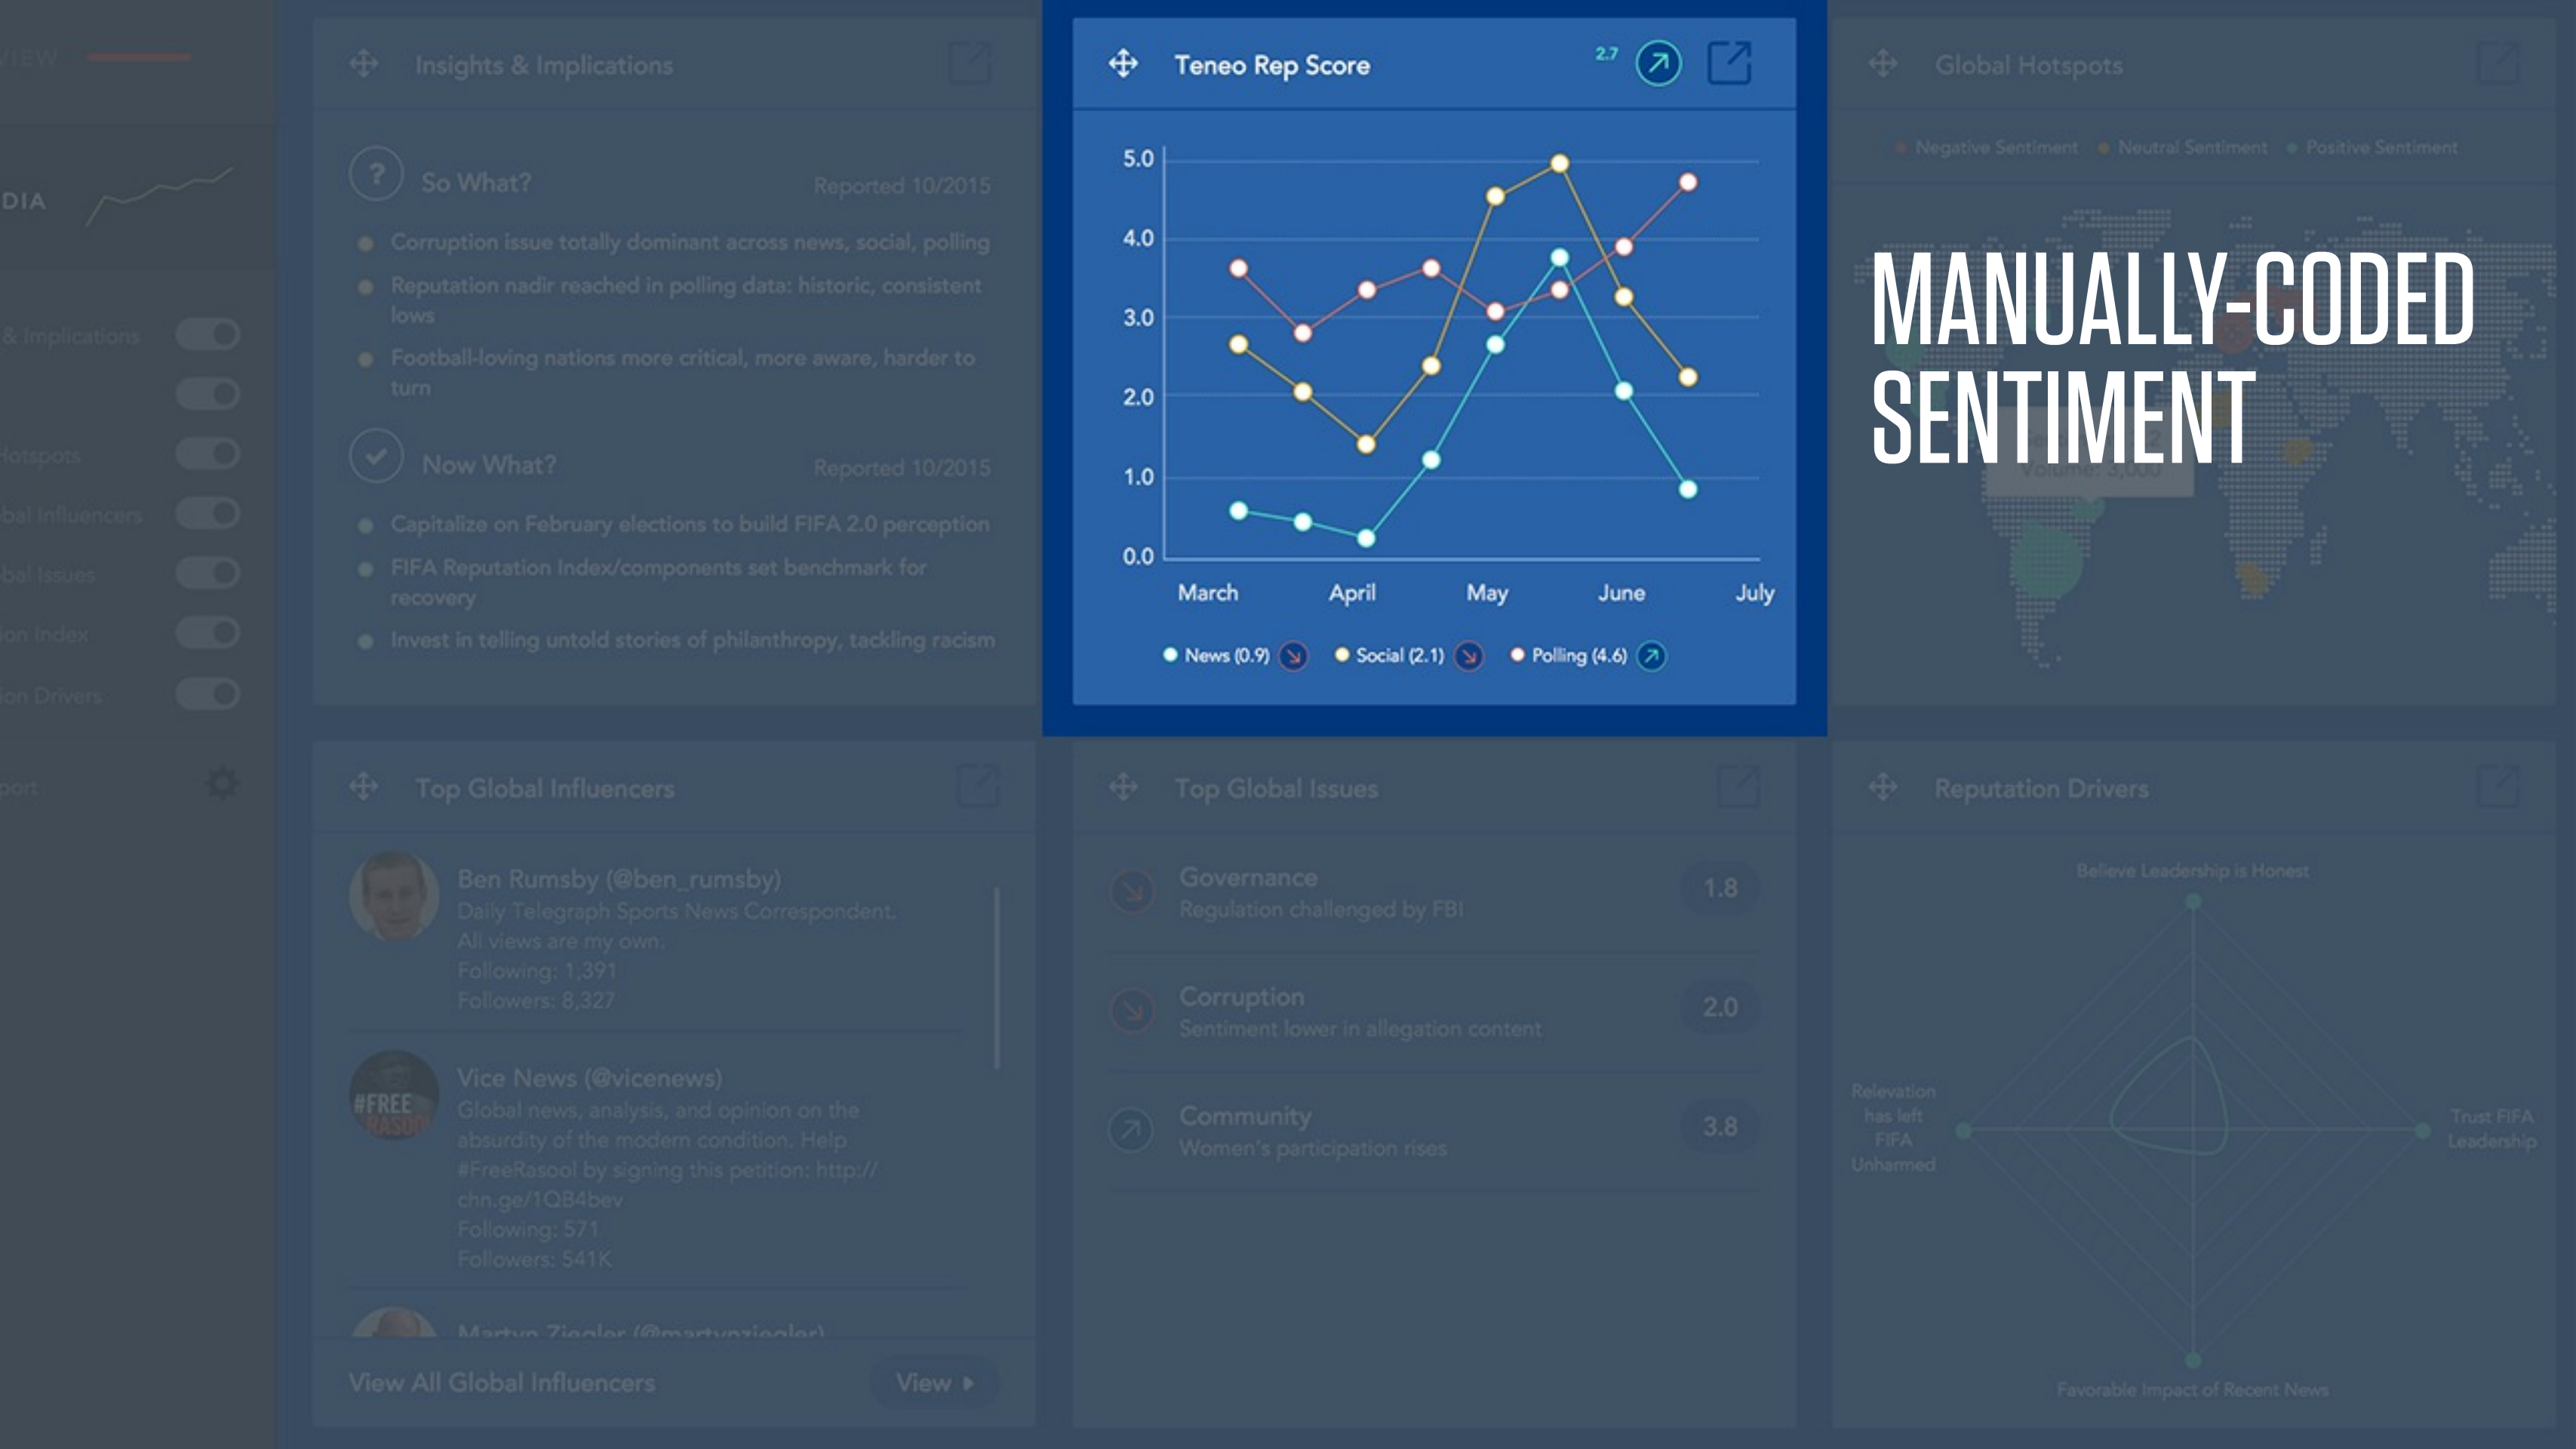 VIEW
DIA
& Implications
Hotspots
bal Influencers
bal Issues
ion Index
ion Drivers
port
Insights & Implications
So What?
Reported 10/2015
Corruption issue totally dominant across news, social, polling
Reputation nadir reached in polling data: historic, consistent
lows
Football-loving nations more critical, more aware, harder to
turn
Now What?
Reported 10/2015
Capitalize on February elections to build FIFA 2.0 perception
FIFA Reputation Index/components set benchmark for
recovery
Invest in telling untold stories of philanthropy, tackling racism
Teneo Rep Score
2.7
5.0
4.0
3.0
2.0
1.0
0.0
March April May June July
News (0.9) Social (2.1) Polling (4.6)
Global Hotspots
Negative Sentiment Neutral Sentiment Positive Sentiment
MANUALLY-CODED
SENTIMENT
Volume: 3,000
Top Global Influencers
Ben Rumsby (@ben_rumsby)
Daily Telegraph Sports News Correspondent.
All views are my own.
Following: 1,391
Followers: 8,327
#FREE
RASOOL
Vice News (@vicenews)
Global news, analysis, and opinion on the
absurdity of the modern condition. Help
#FreeRasool by signing this petition: http://
chn.ge/1QB4bev
Following: 571
Followers: 541K
Martyn Ziegler (@martynziegler)
View All Global Influencers
View
Top Global Issues
Governance
Regulation challenged by FBI
1.8
Corruption
Sentiment lower in allegation content
2.0
Community
Women's participation rises
3.8
Reputation Drivers
Believe Leadership is Honest
Relevation
has left
FIFA
Unharmed
Trust FIFA
Leadership
Favorable Impact of Recent News